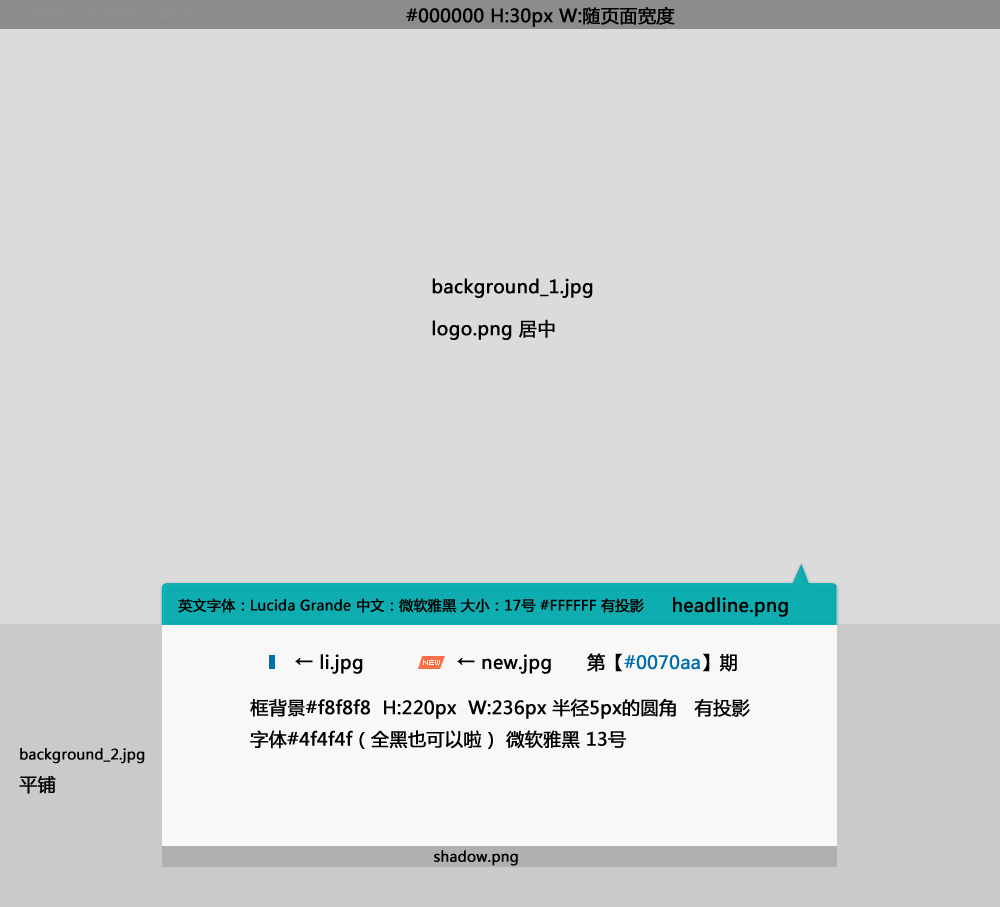 #000000 H:30px W:随页面宽度
background_1.jpg
logo.png 居中
英文字体：Lucida Grande 中文：微软雅黑 大小：17号 #FFFFFF 有投影 headline.png
← li.jpg NEW ← new.jpg 第【#0070aa】期
框背景#f8f8f8 H:220px W:236px 半径5px的圆角 有投影
字体#4f4f4f（全黑也可以啦） 微软雅黑 13号
background_2.jpg
平铺
shadow.png